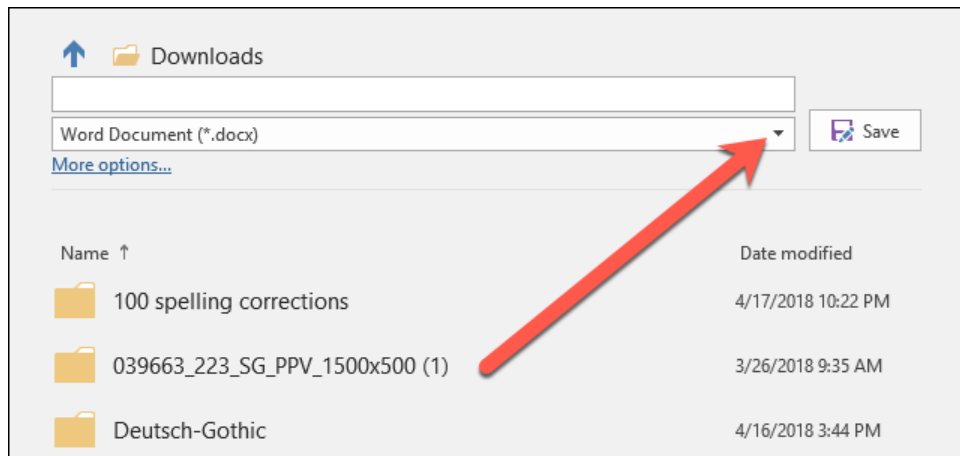 Downloads
Word Document (*.docx)
Save
More options...
Name ↑ Date modified
100 spelling corrections 4/17/2018 10:22 PM
039663_223_SG_PPV_1500x500 (1) 3/26/2018 9:35 AM
Deutsch-Gothic 4/16/2018 3:44 PM